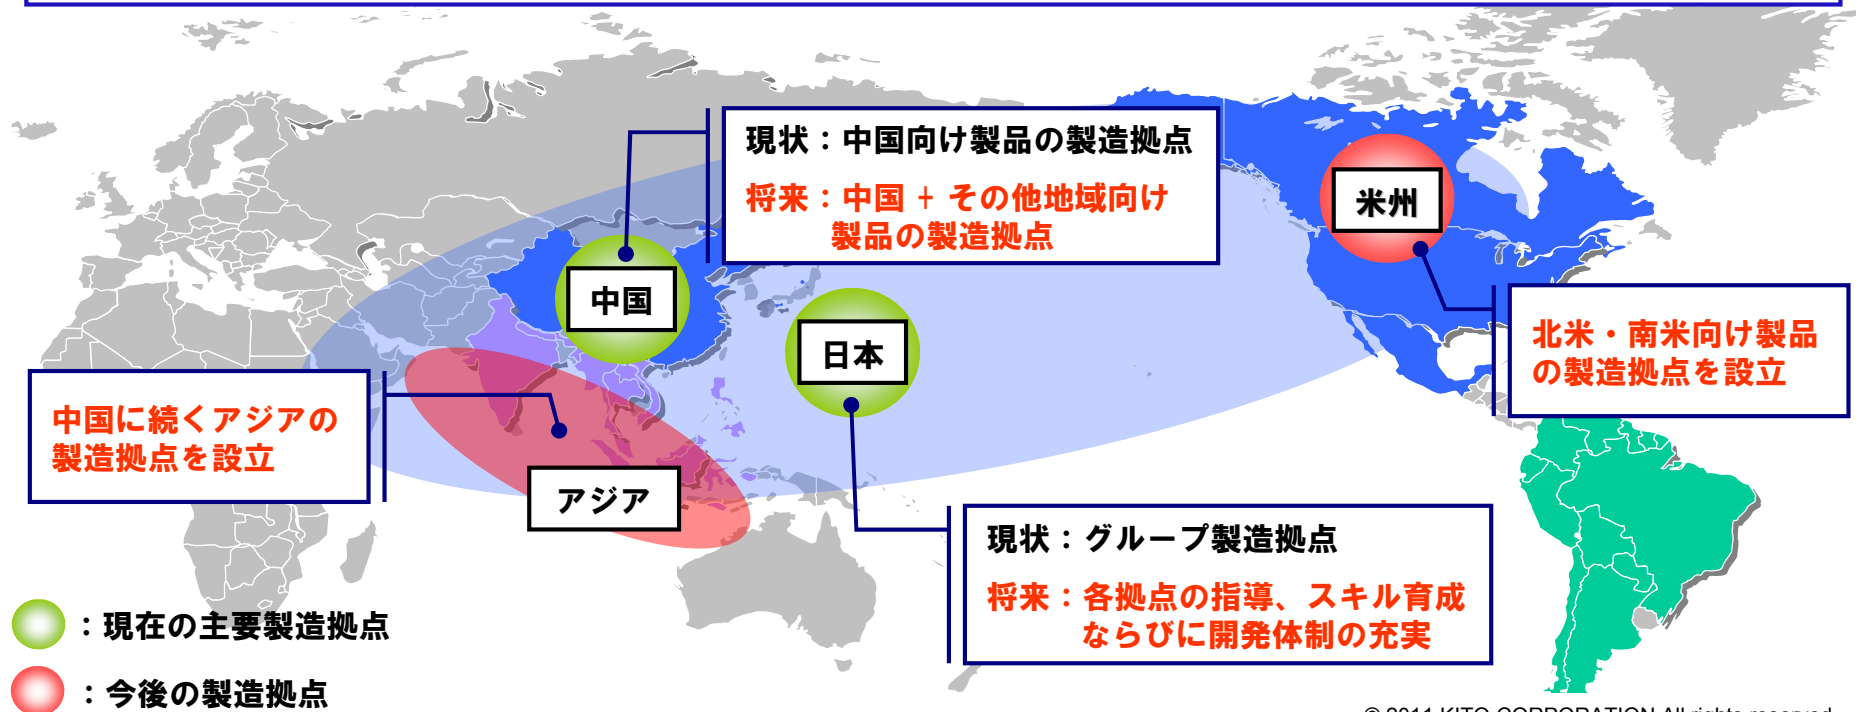 現状：中国向け製品の製造拠点
将来：中国 + その他地域向け
製品の製造拠点
米州
中国
日本
北米・南米向け製品
の製造拠点を設立
中国に続くアジアの
製造拠点を設立
アジア
現状：グループ製造拠点
将来：各拠点の指導、スキル育成
ならびに開発体制の充実
：現在の主要製造拠点
：今後の製造拠点
© 2011 KITO CORPORATION All rights reserved